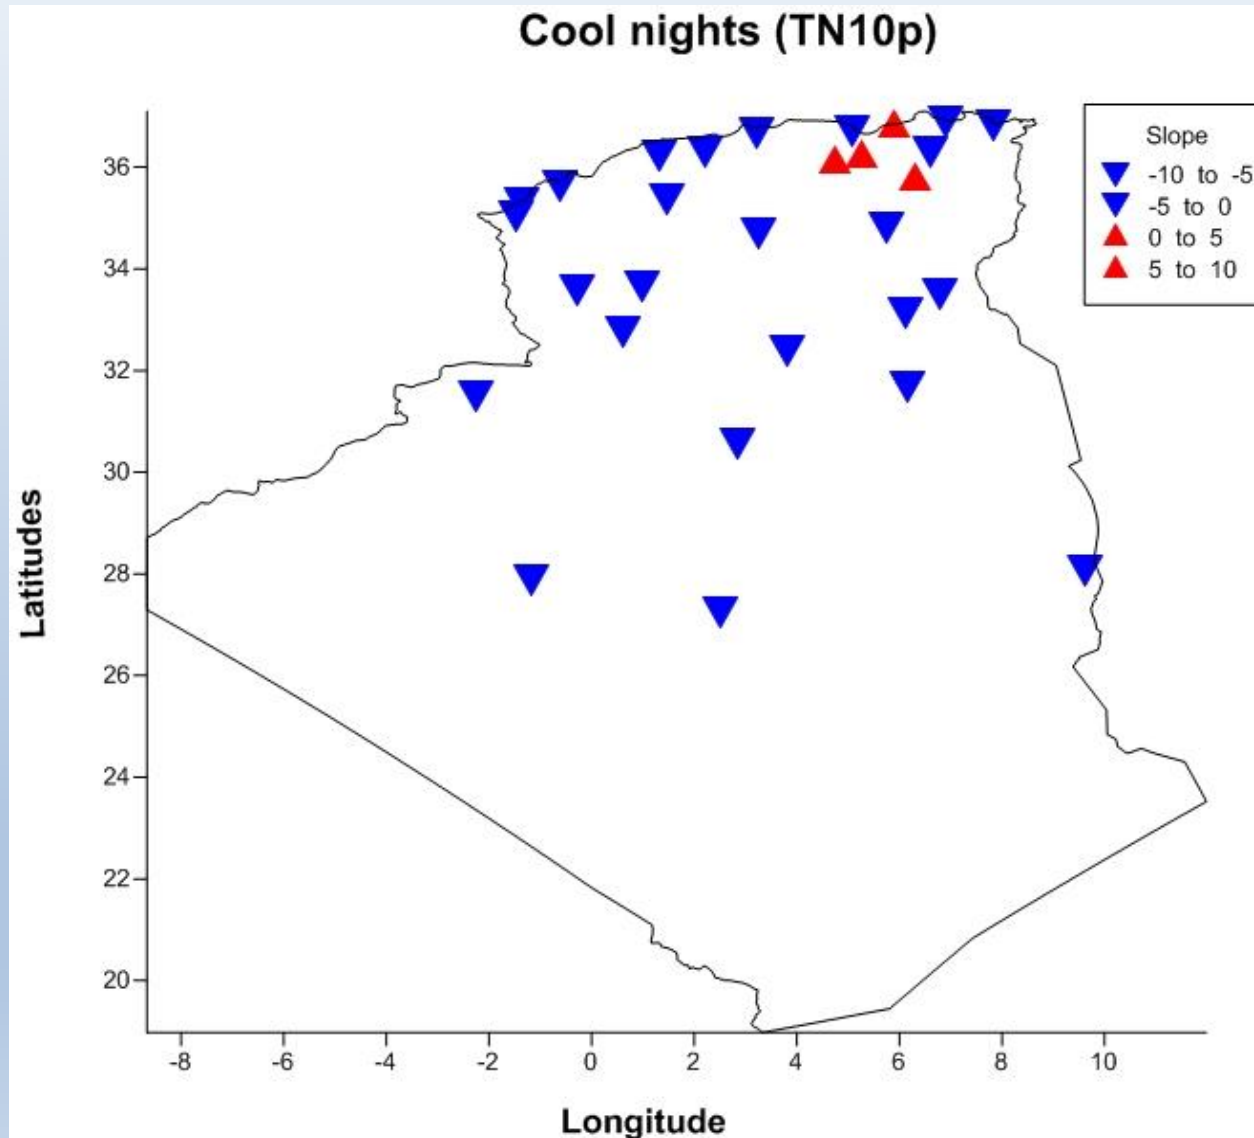 Cool nights (TN10p)
Slope
-10 to -5
-5 to 0
0 to 5
5 to 10
36
34
32
30
28
26
24
22
20
Latitudes
-8 -6 -4 -2 0 2 4 6 8 10
Longitude